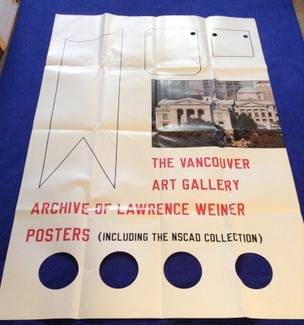 THE VANCOUVER
ART GALLERY
ARCHIVE OF LAWRENCE WEINER
POSTERS (INCLUDING THE NSCAD COLLECTION)